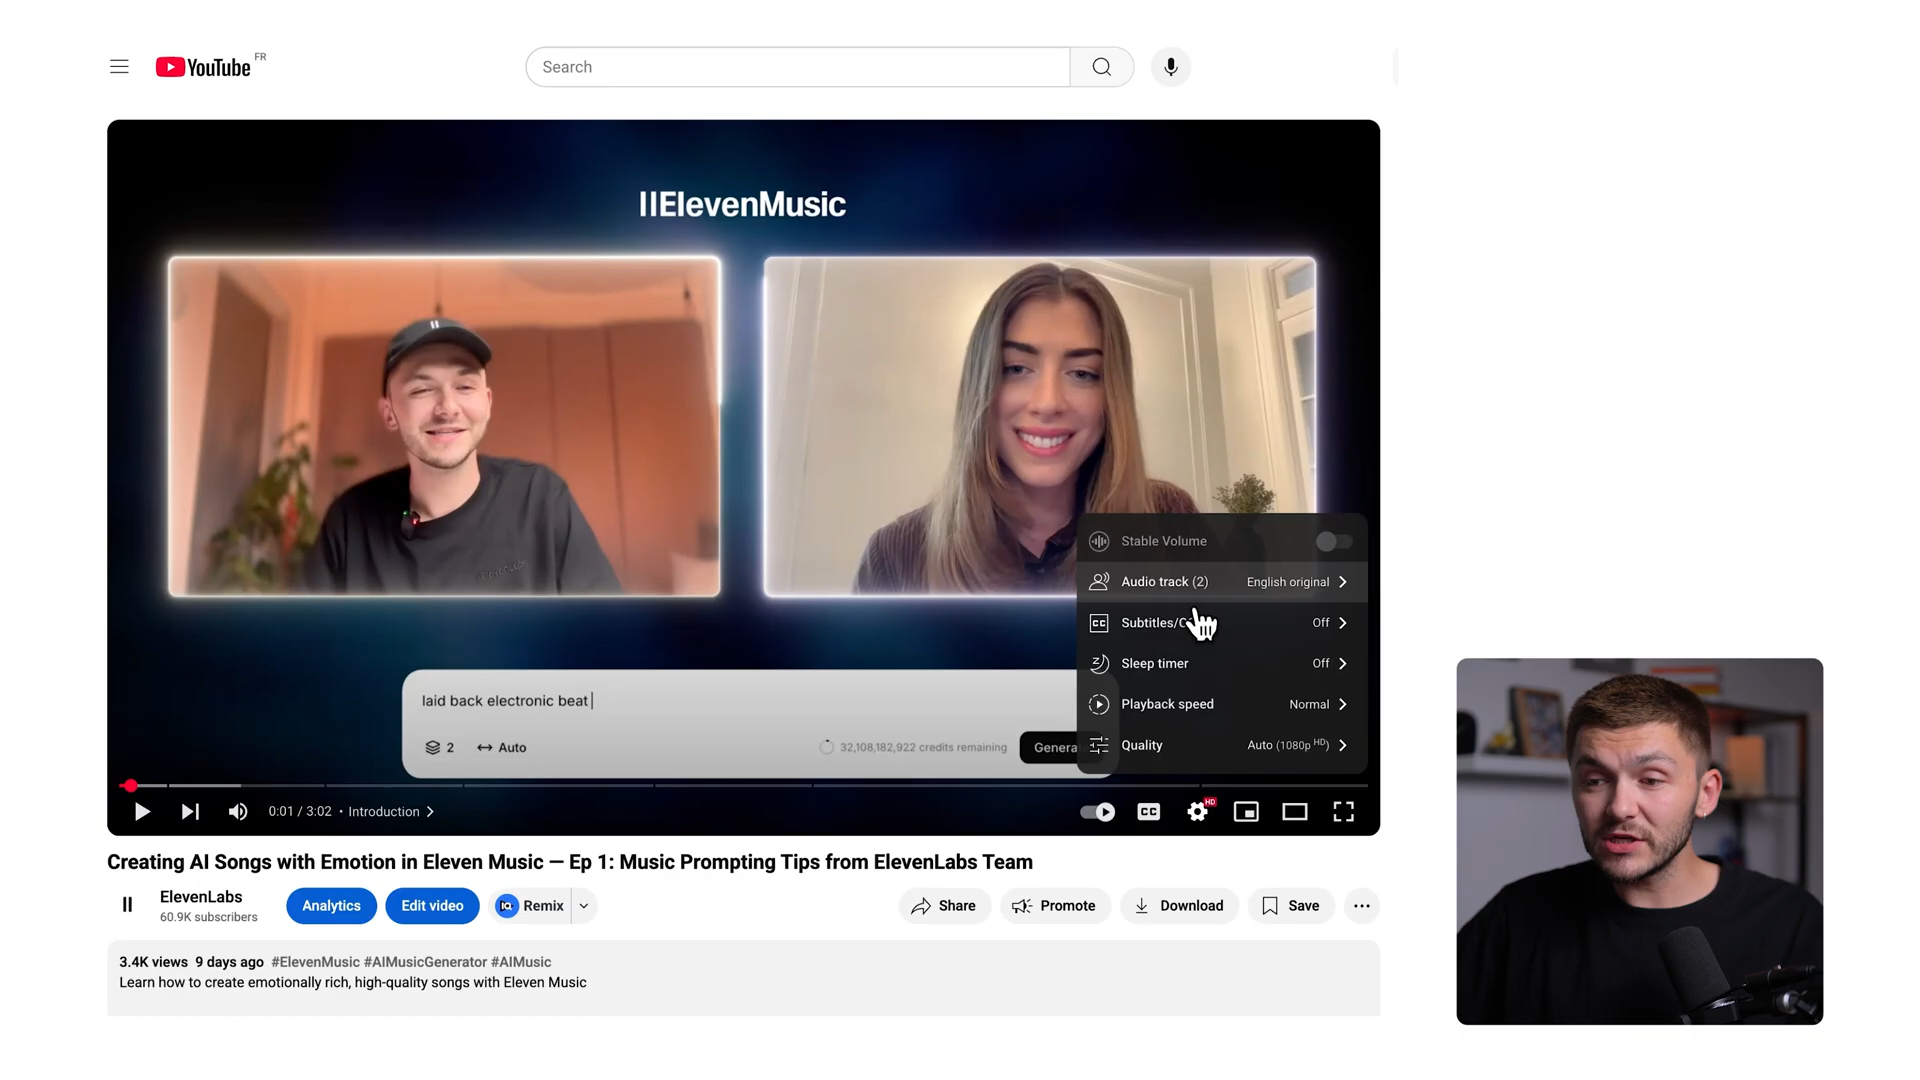 YouTube FR
Search
IIElevenMusic
Stable Volume
Audio track (2) English original
Subtitles/C Off
Sleep timer Off
Playback speed Normal
Quality Auto (1080p HD)
laid back electronic beat
2 Auto 32,108,182,922 credits remaining Genera
0:01 / 3:02 • Introduction
CC HD
Creating AI Songs with Emotion in Eleven Music — Ep 1: Music Prompting Tips from ElevenLabs Team
ElevenLabs
60.9K subscribers
Analytics Edit video Remix Share Promote Download Save
3.4K views 9 days ago #ElevenMusic #AIMusicGenerator #AIMusic
Learn how to create emotionally rich, high-quality songs with Eleven Music